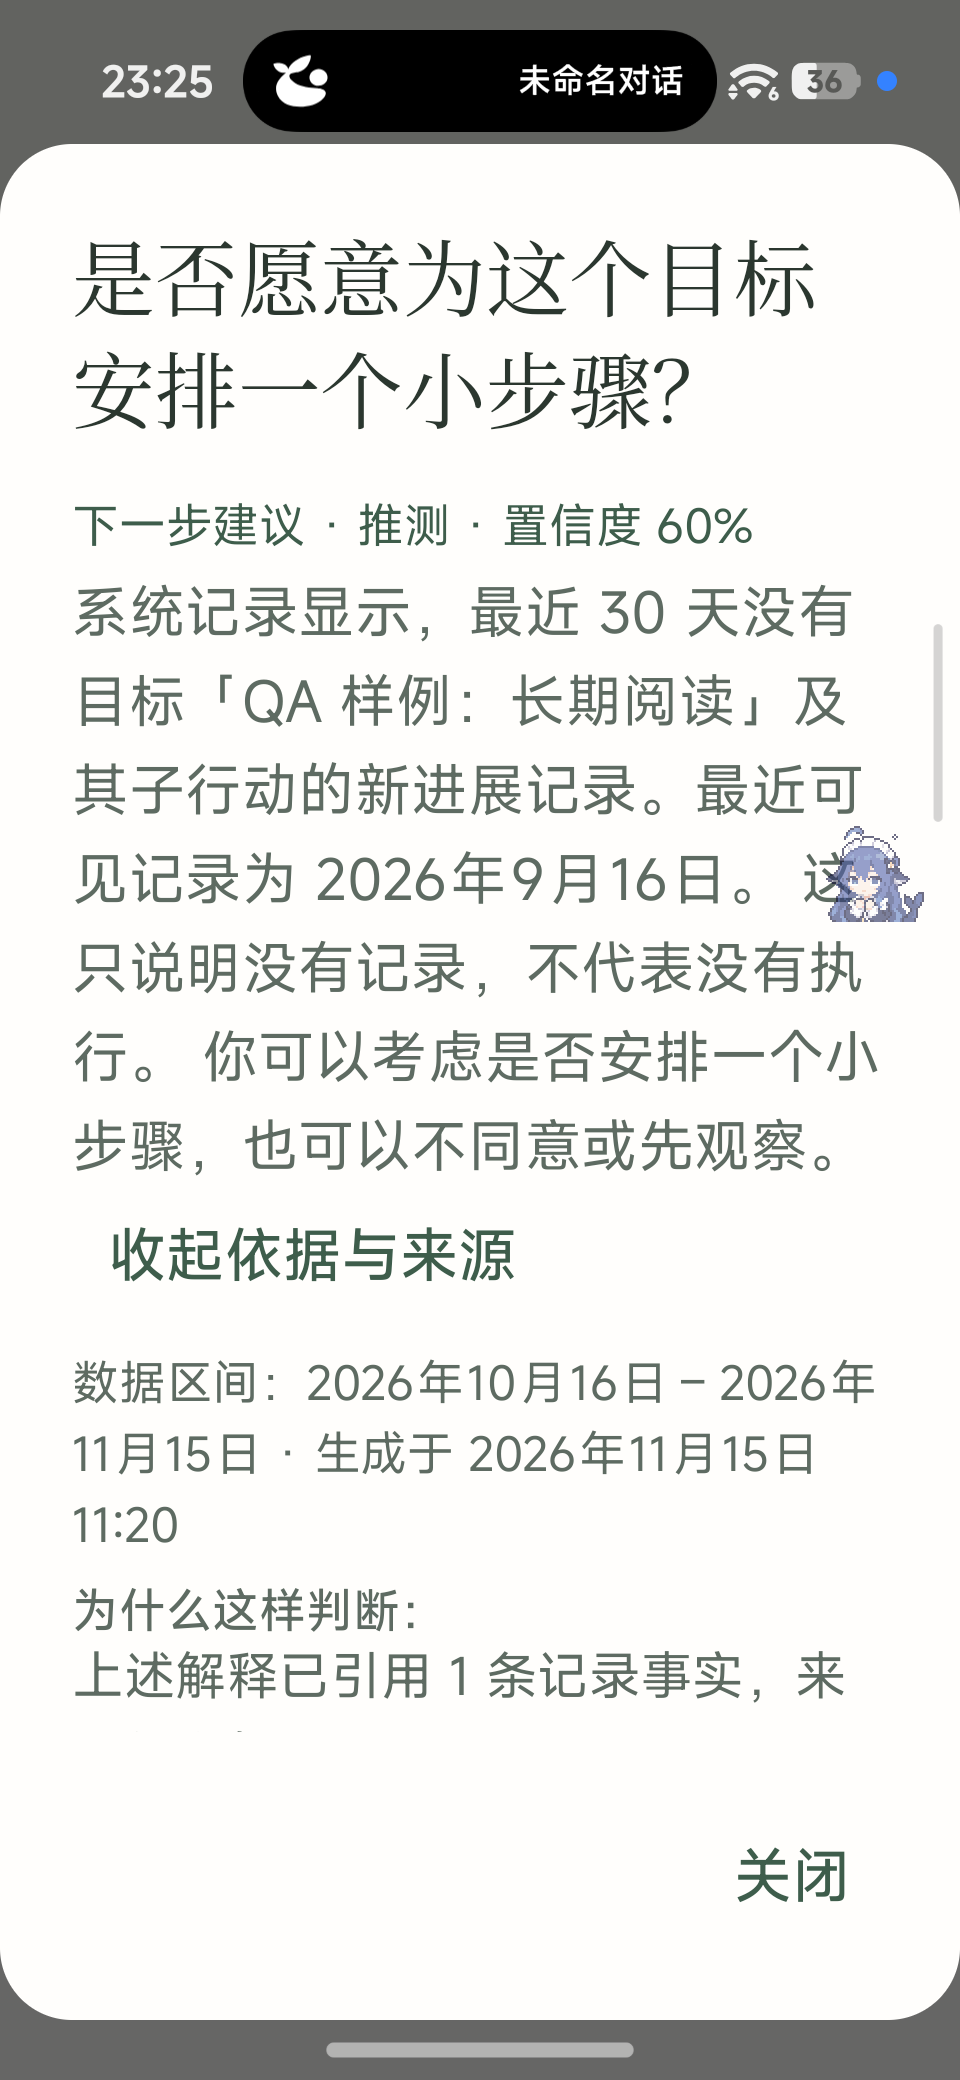 23:25
未命名对话
6
36
是否愿意为这个目标
安排一个小步骤？
下一步建议 · 推测 · 置信度 60%
系统记录显示，最近 30 天没有
目标「QA 样例：长期阅读」及
其子行动的新进展记录。最近可
见记录为 2026年9月16日。 这
只说明没有记录，不代表没有执
行。 你可以考虑是否安排一个小
步骤，也可以不同意或先观察。
收起依据与来源
数据区间：2026年10月16日 – 2026年
11月15日 · 生成于 2026年11月15日
11:20
为什么这样判断：
上述解释已引用 1 条记录事实，来
关闭